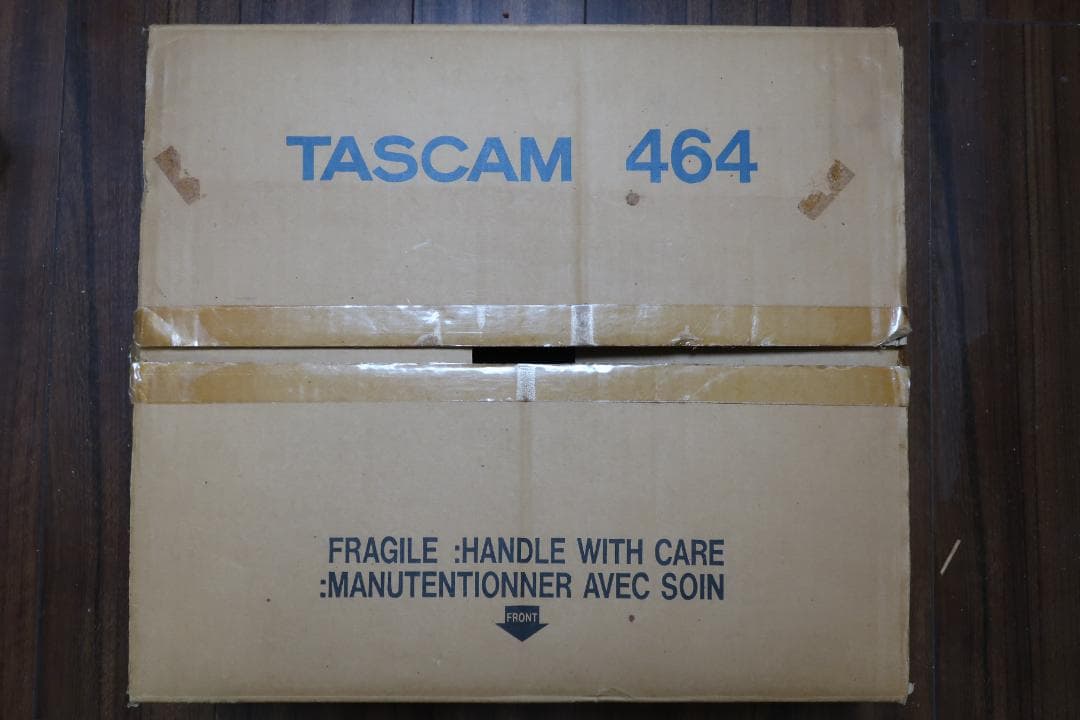 TASCAM 464
FRAGILE :HANDLE WITH CARE
:MANUTENTIONNER AVEC SOIN
FRONT